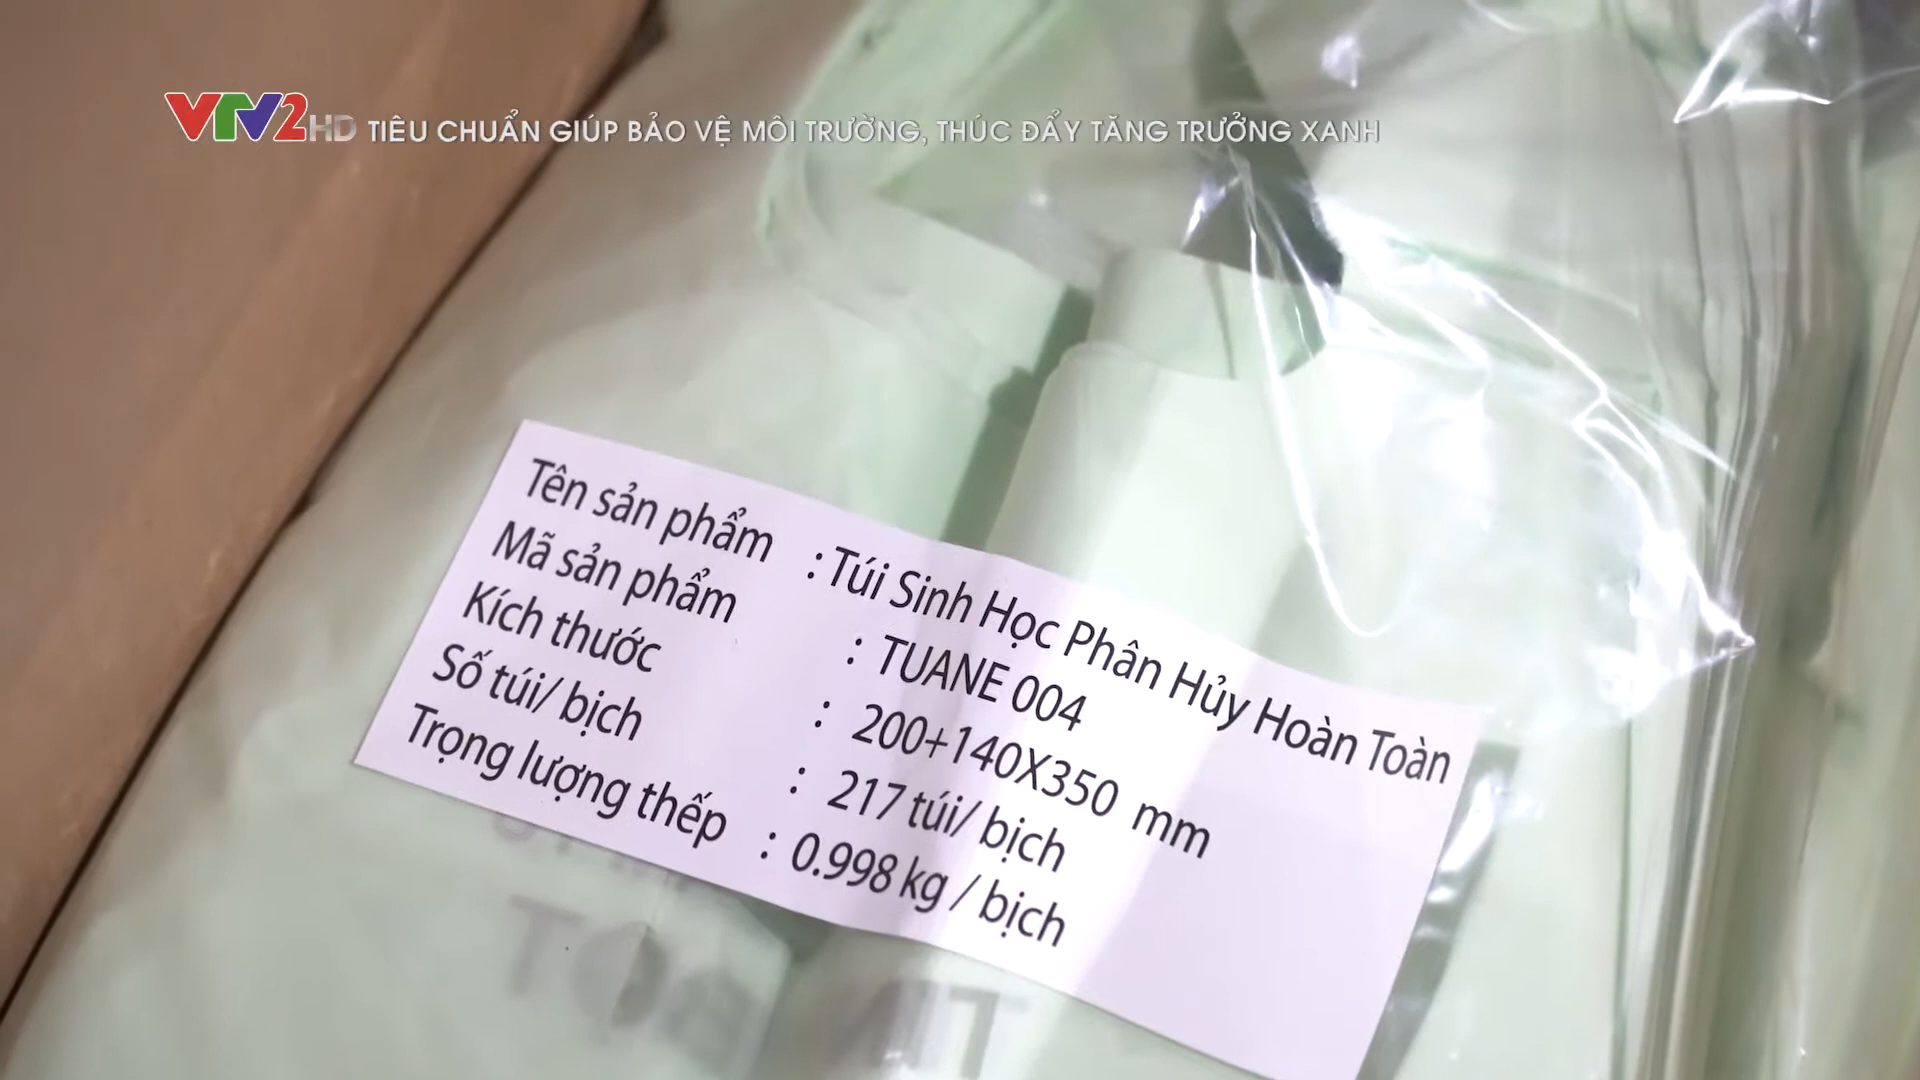 VTV2HD TIÊU CHUẨN GIÚP BẢO VỆ MÔI TRƯỜNG, THÚC ĐẨY TĂNG TRƯỞNG XANH
Tên sản phẩm : Túi Sinh Học Phân Hủy Hoàn Toàn
Mã sản phẩm : TUANE 004
Kích thước : 200+140X350 mm
Số túi/ bịch : 217 túi/ bịch
Trọng lượng thếp : 0.998 kg / bịch